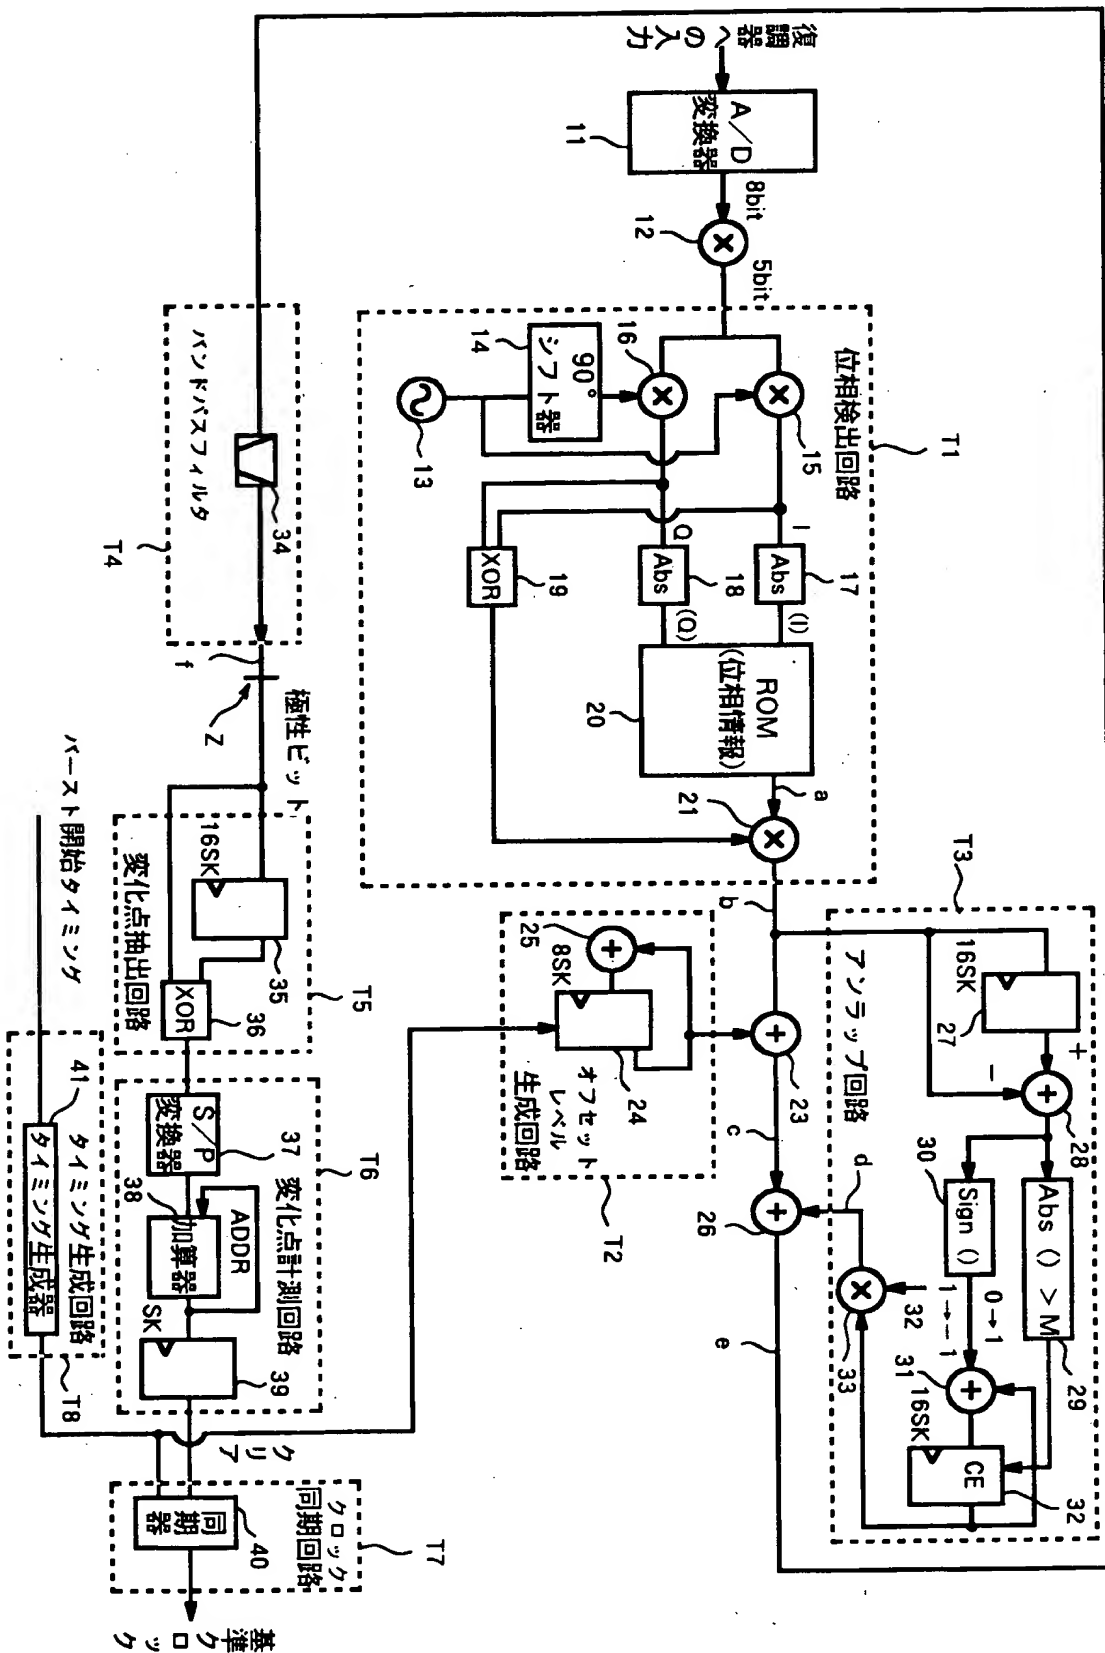 復調器への入力
A/D
変換器
11
8bit
12
5bit
T1
位相検出回路
90°
シフト器
14
13
16
15
I
Q
Abs
17
Abs
18
(I)
(Q)
XOR
19
ROM
(位相情報)
20
a
21
b
T3
アンラップ回路
16SK
27
+
−
28
Abs () > M
29
Sign ()
30
0→1
1→−1
31
16SK
CE
32
32
33
d
T2
オフセット
レベル
生成回路
25
8SK
24
23
c
26
e
T4
バンドパスフィルタ
34
f
Z
極性ビット
T5
変化点抽出回路
16SK
35
XOR
36
T6
変化点計測回路
S/P
変換器
37
38
加算器
ADDR
SK
39
クリア
バースト開始タイミング
T8
タイミング生成回路
41
タイミング生成器
T7
クロック
同期回路
同期器
40
基準クロック